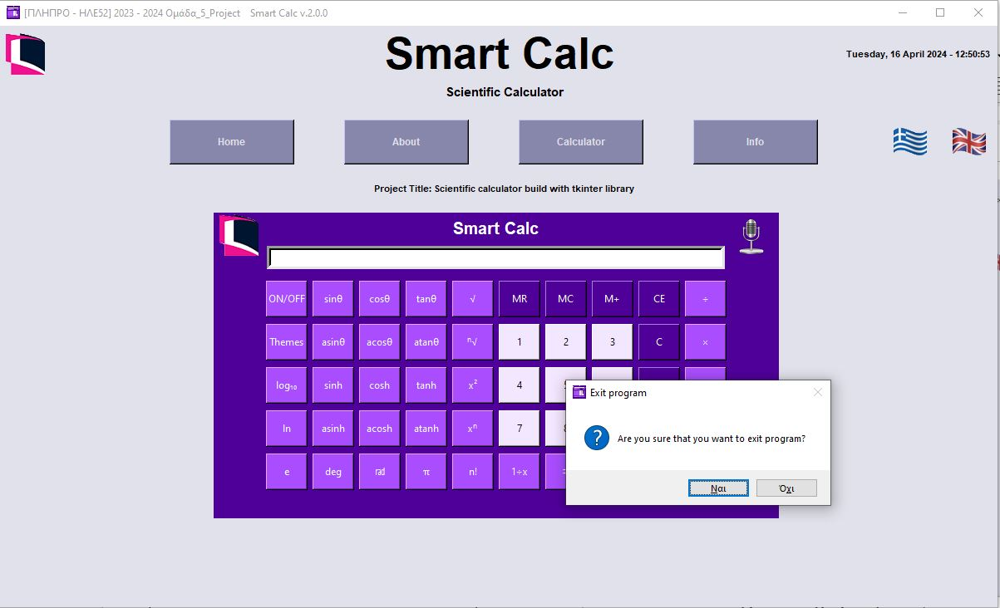 [ΠΛΗΠΡΟ - ΗΛΕ52] 2023 - 2024 Ομάδα_5_Project Smart Calc v.2.0.0
Smart Calc
Tuesday, 16 April 2024 - 12:50:53
Scientific Calculator
Home About Calculator Info
Project Title: Scientific calculator build with tkinter library
Smart Calc
ON/OFF sinθ cosθ tanθ √ MR MC M+ CE ÷
Themes asinθ acosθ atanθ ⁿ√ 1 2 3 C ×
log₁₀ sinh cosh tanh x² 4
ln asinh acosh atanh xⁿ 7
e deg rad π n! 1÷x
Exit program
Are you sure that you want to exit program?
Ναι Όχι